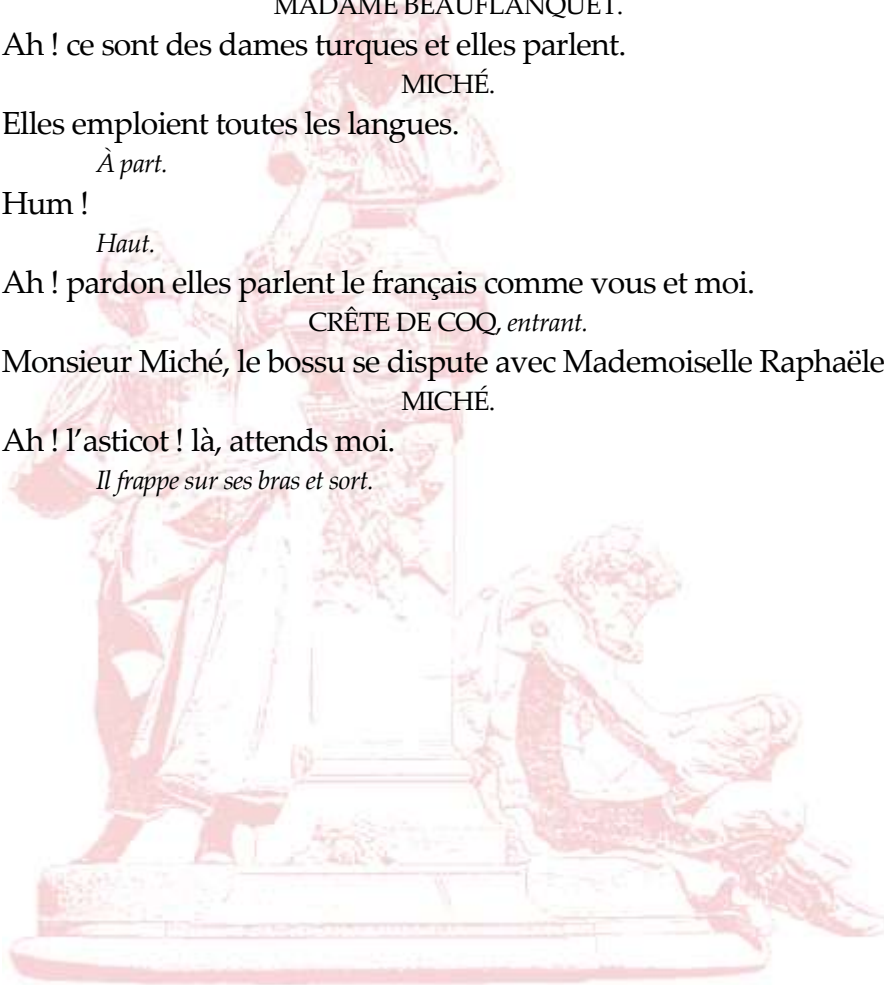 MADAME BEAUFLANQUET.
Ah ! ce sont des dames turques et elles parlent.
MICHÉ.
Elles emploient toutes les langues.
À part.
Hum !
Haut.
Ah ! pardon elles parlent le français comme vous et moi.
CRÊTE DE COQ, entrant.
Monsieur Miché, le bossu se dispute avec Mademoiselle Raphaële
MICHÉ.
Ah ! l'asticot ! là, attends moi.
Il frappe sur ses bras et sort.